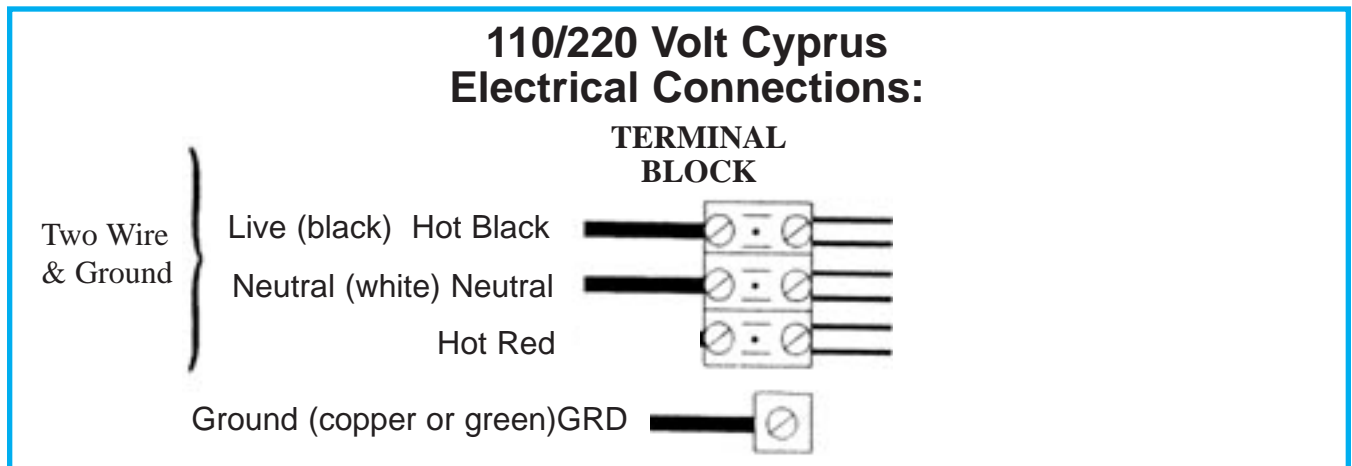 110/220 Volt Cyprus
Electrical Connections:
TERMINAL
BLOCK
Two Wire
& Ground
Live (black) Hot Black
Neutral (white) Neutral
Hot Red
Ground (copper or green)GRD